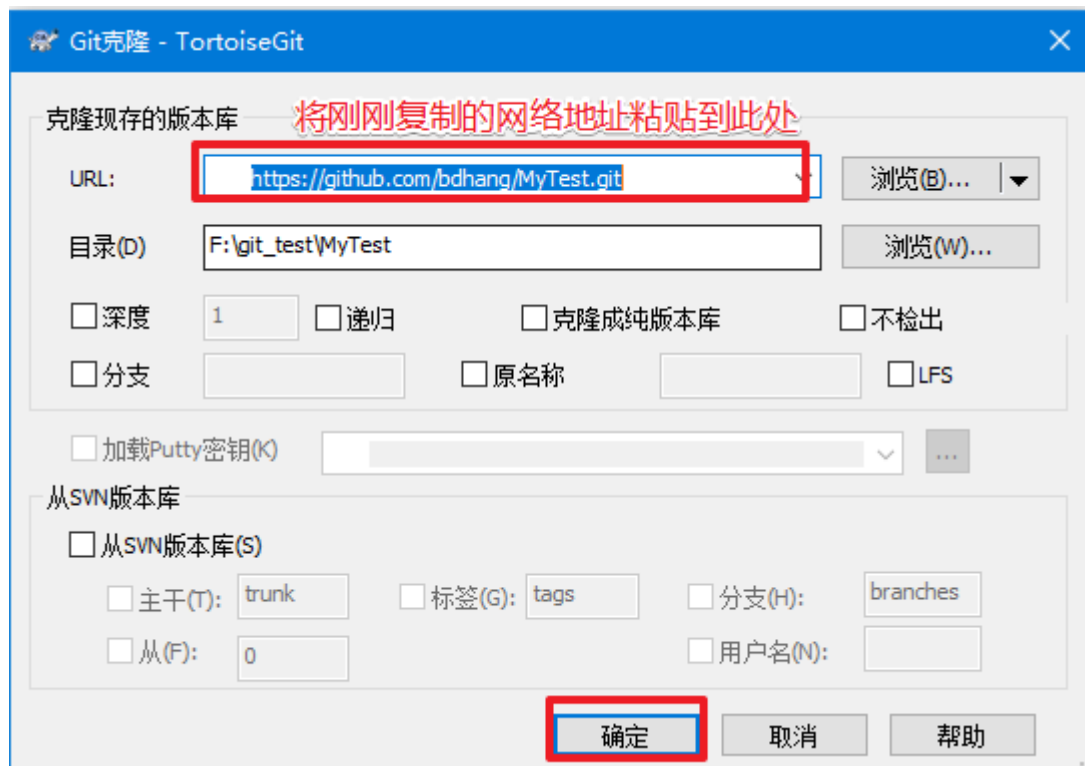 Git克隆 - TortoiseGit
克隆现存的版本库 将刚刚复制的网络地址粘贴到此处
URL: https://github.com/bdhang/MyTest.git 浏览(B)...
目录(D) F:\git_test\MyTest 浏览(W)...
深度 1 递归 克隆成纯版本库 不检出
分支 原名称 LFS
加载Putty密钥(K) ...
从SVN版本库
从SVN版本库(S)
主干(T): trunk 标签(G): tags 分支(H): branches
从(F): 0 用户名(N):
确定 取消 帮助